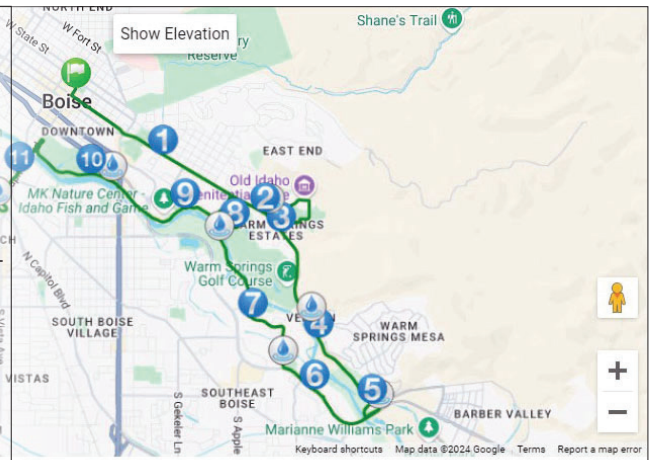 NORTH END
Shane's Trail
Show Elevation
W State St
W Fort St
Reserve
Boise
DOWNTOWN
1
EAST END
11
10
Old Idaho
2
MK Nature Center -
Idaho Fish and Game
9
8
3
ESTATES
Warm Springs
Golf Course
N Capitol Blvd
7
4
SOUTH BOISE
VILLAGE
WARM
SPRINGS MESA
VISTAS
6
5
SOUTHEAST
BOISE
S Gekeler Ln
S Apple
BARBER VALLEY
Marianne Williams Park
+
−
Keyboard shortcuts Map data ©2024 Google Terms Report a map error